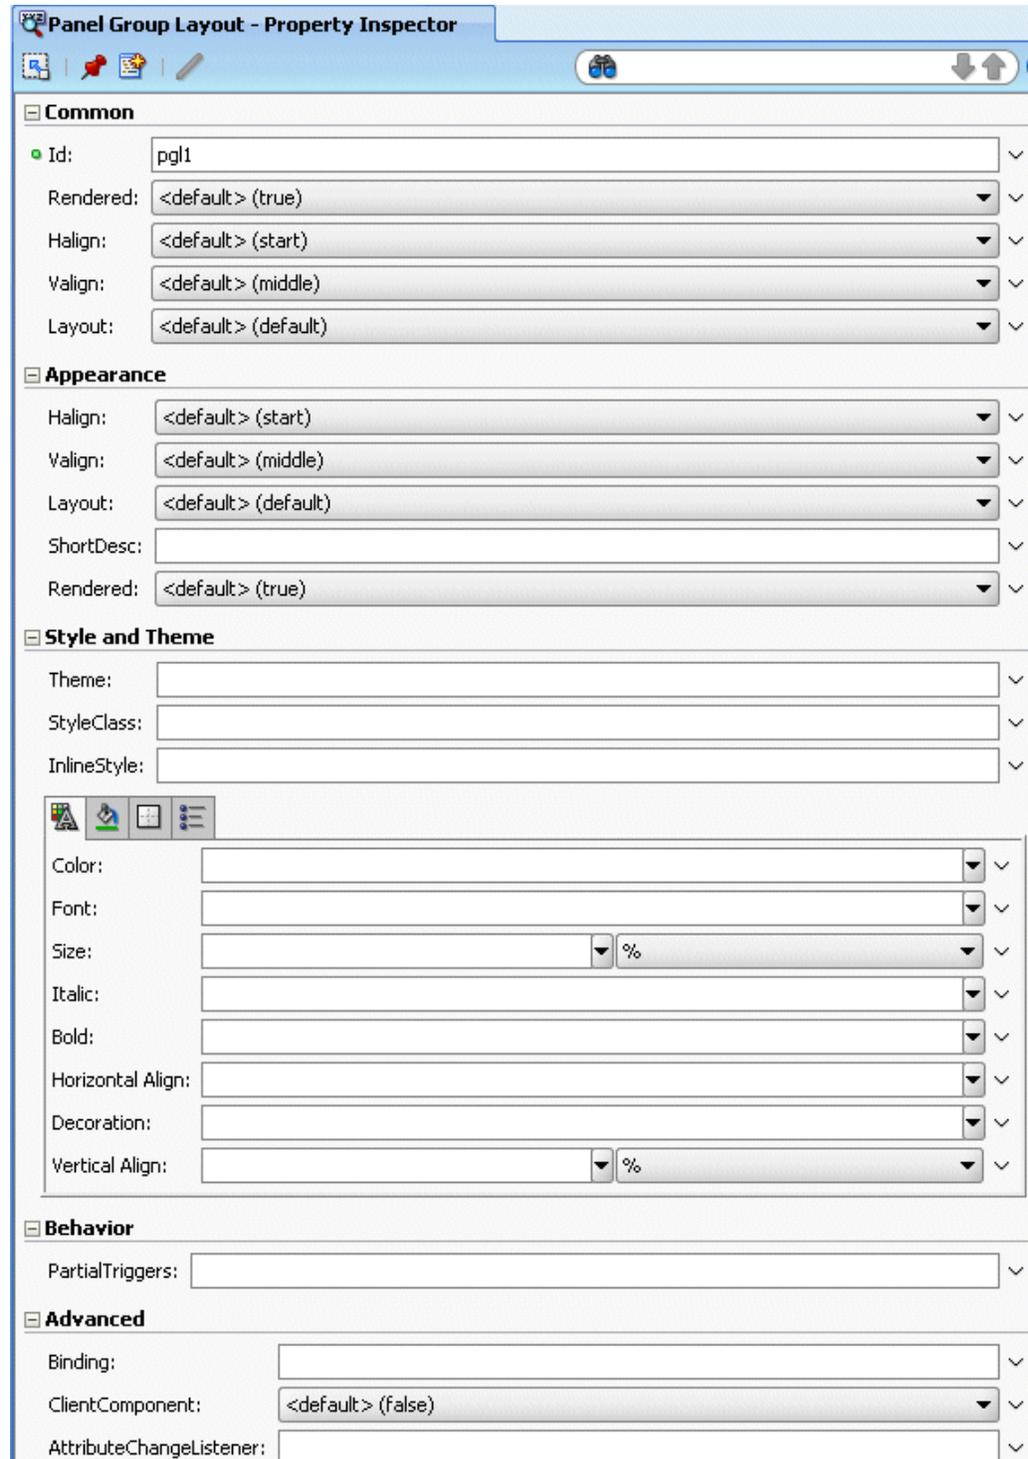 Panel Group Layout - Property Inspector
Common
Id: pgl1
Rendered: <default> (true)
Halign: <default> (start)
Valign: <default> (middle)
Layout: <default> (default)
Appearance
Halign: <default> (start)
Valign: <default> (middle)
Layout: <default> (default)
ShortDesc:
Rendered: <default> (true)
Style and Theme
Theme:
StyleClass:
InlineStyle:
Color:
Font:
Size: %
Italic:
Bold:
Horizontal Align:
Decoration:
Vertical Align: %
Behavior
PartialTriggers:
Advanced
Binding:
ClientComponent: <default> (false)
AttributeChangeListener: